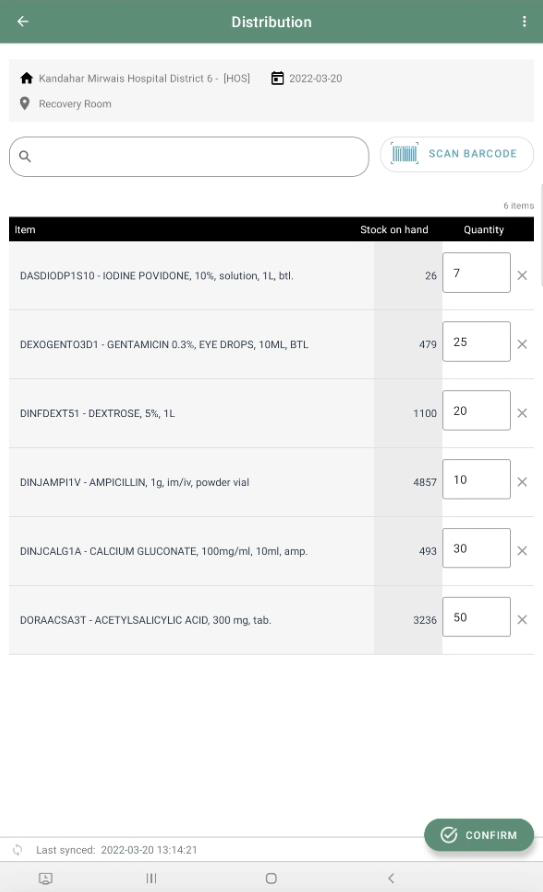 Distribution
Kandahar Mirwais Hospital District 6 - [HOS] 2022-03-20
Recovery Room
SCAN BARCODE
6 items
Item Stock on hand Quantity
DASDIODP1S10 - IODINE POVIDONE, 10%, solution, 1L, btl. 26 7
DEXOGENTO3D1 - GENTAMICIN 0.3%, EYE DROPS, 10ML, BTL 479 25
DINFDEXT51 - DEXTROSE, 5%, 1L 1100 20
DINJAMPI1V - AMPICILLIN, 1g, im/iv, powder vial 4857 10
DINJCALG1A - CALCIUM GLUCONATE, 100mg/ml, 10ml, amp. 493 30
DORAACSA3T - ACETYLSALICYLIC ACID, 300 mg, tab. 3236 50
CONFIRM
Last synced: 2022-03-20 13:14:21